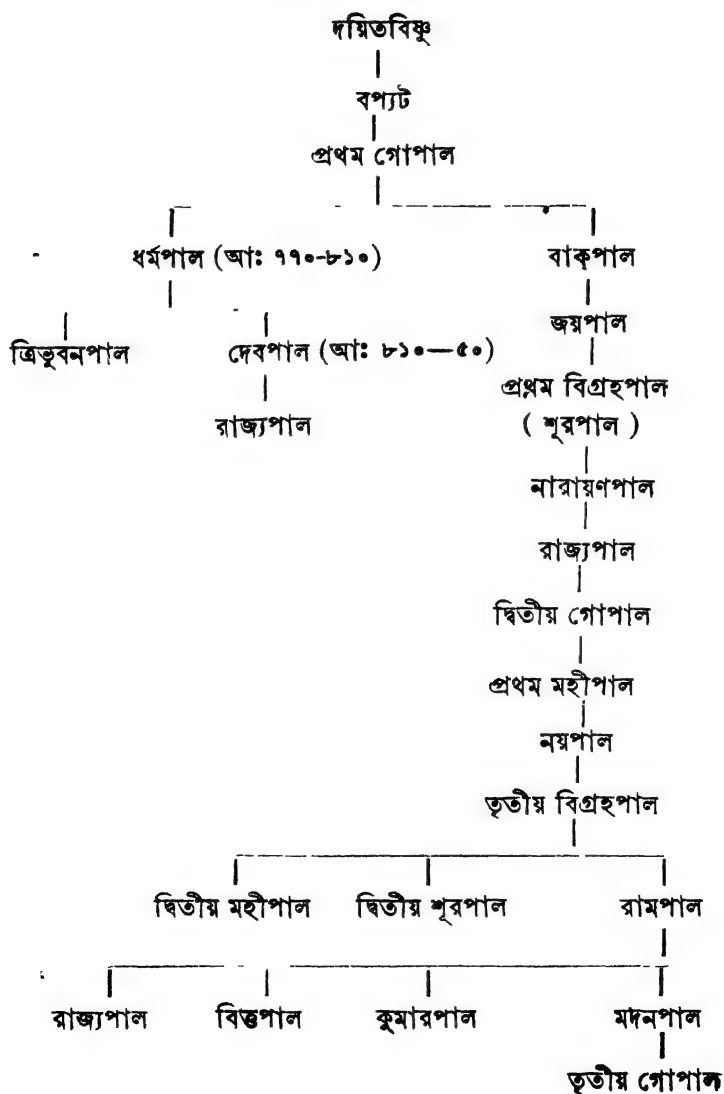 দয়িতবিষ্ণু
বপ্যট
প্রথম গোপাল
ধর্মপাল (আঃ ৭৭০-৮১০) বাকপাল
জয়পাল
ত্রিভুবনপাল দেবপাল (আঃ ৮১০—৫০)
প্রথম বিগ্রহপাল
রাজ্যপাল ( শূরপাল )
নারায়ণপাল
রাজ্যপাল
দ্বিতীয় গোপাল
প্রথম মহীপাল
নয়পাল
তৃতীয় বিগ্রহপাল
দ্বিতীয় মহীপাল দ্বিতীয় শূরপাল রামপাল
রাজ্যপাল বিত্তপাল কুমারপাল মদনপাল
তৃতীয় গোপাল